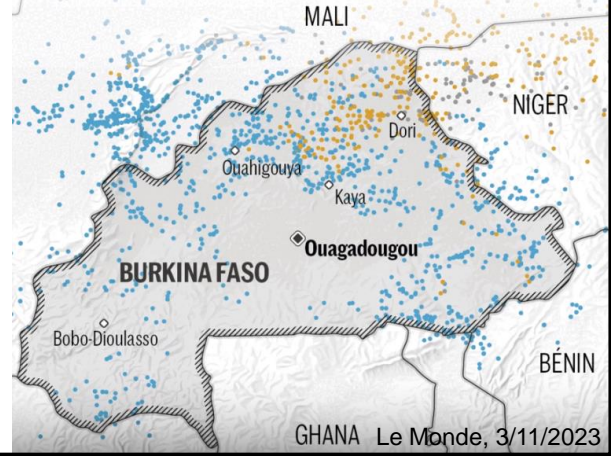 MALI
NIGER
Dori
Ouahigouya
Kaya
Ouagadougou
BURKINA FASO
Bobo-Dioulasso
BÉNIN
GHANA
Le Monde, 3/11/2023